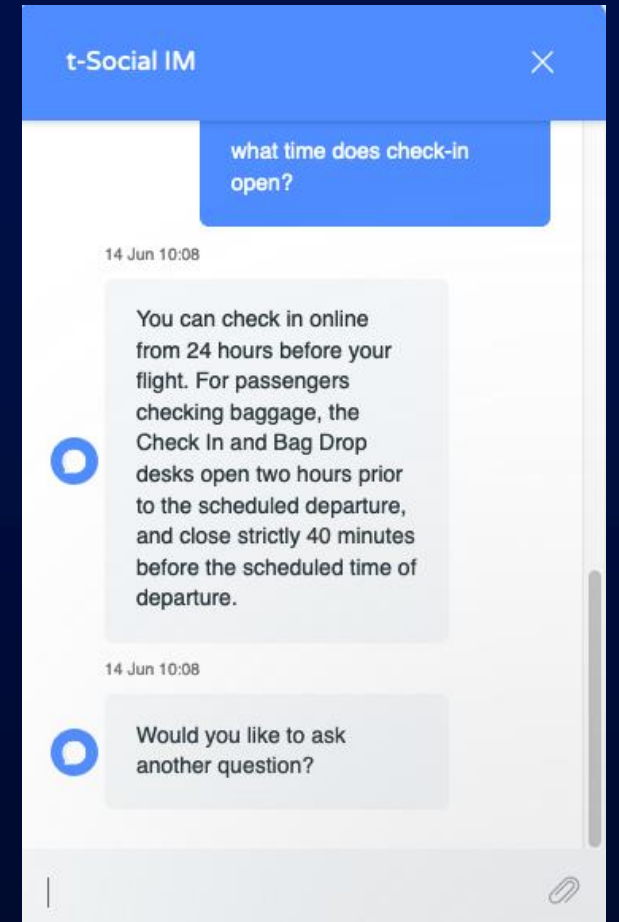 t-Social IM
what time does check-in
open?
14 Jun 10:08
You can check in online
from 24 hours before your
flight. For passengers
checking baggage, the
Check In and Bag Drop
desks open two hours prior
to the scheduled departure,
and close strictly 40 minutes
before the scheduled time of
departure.
14 Jun 10:08
Would you like to ask
another question?